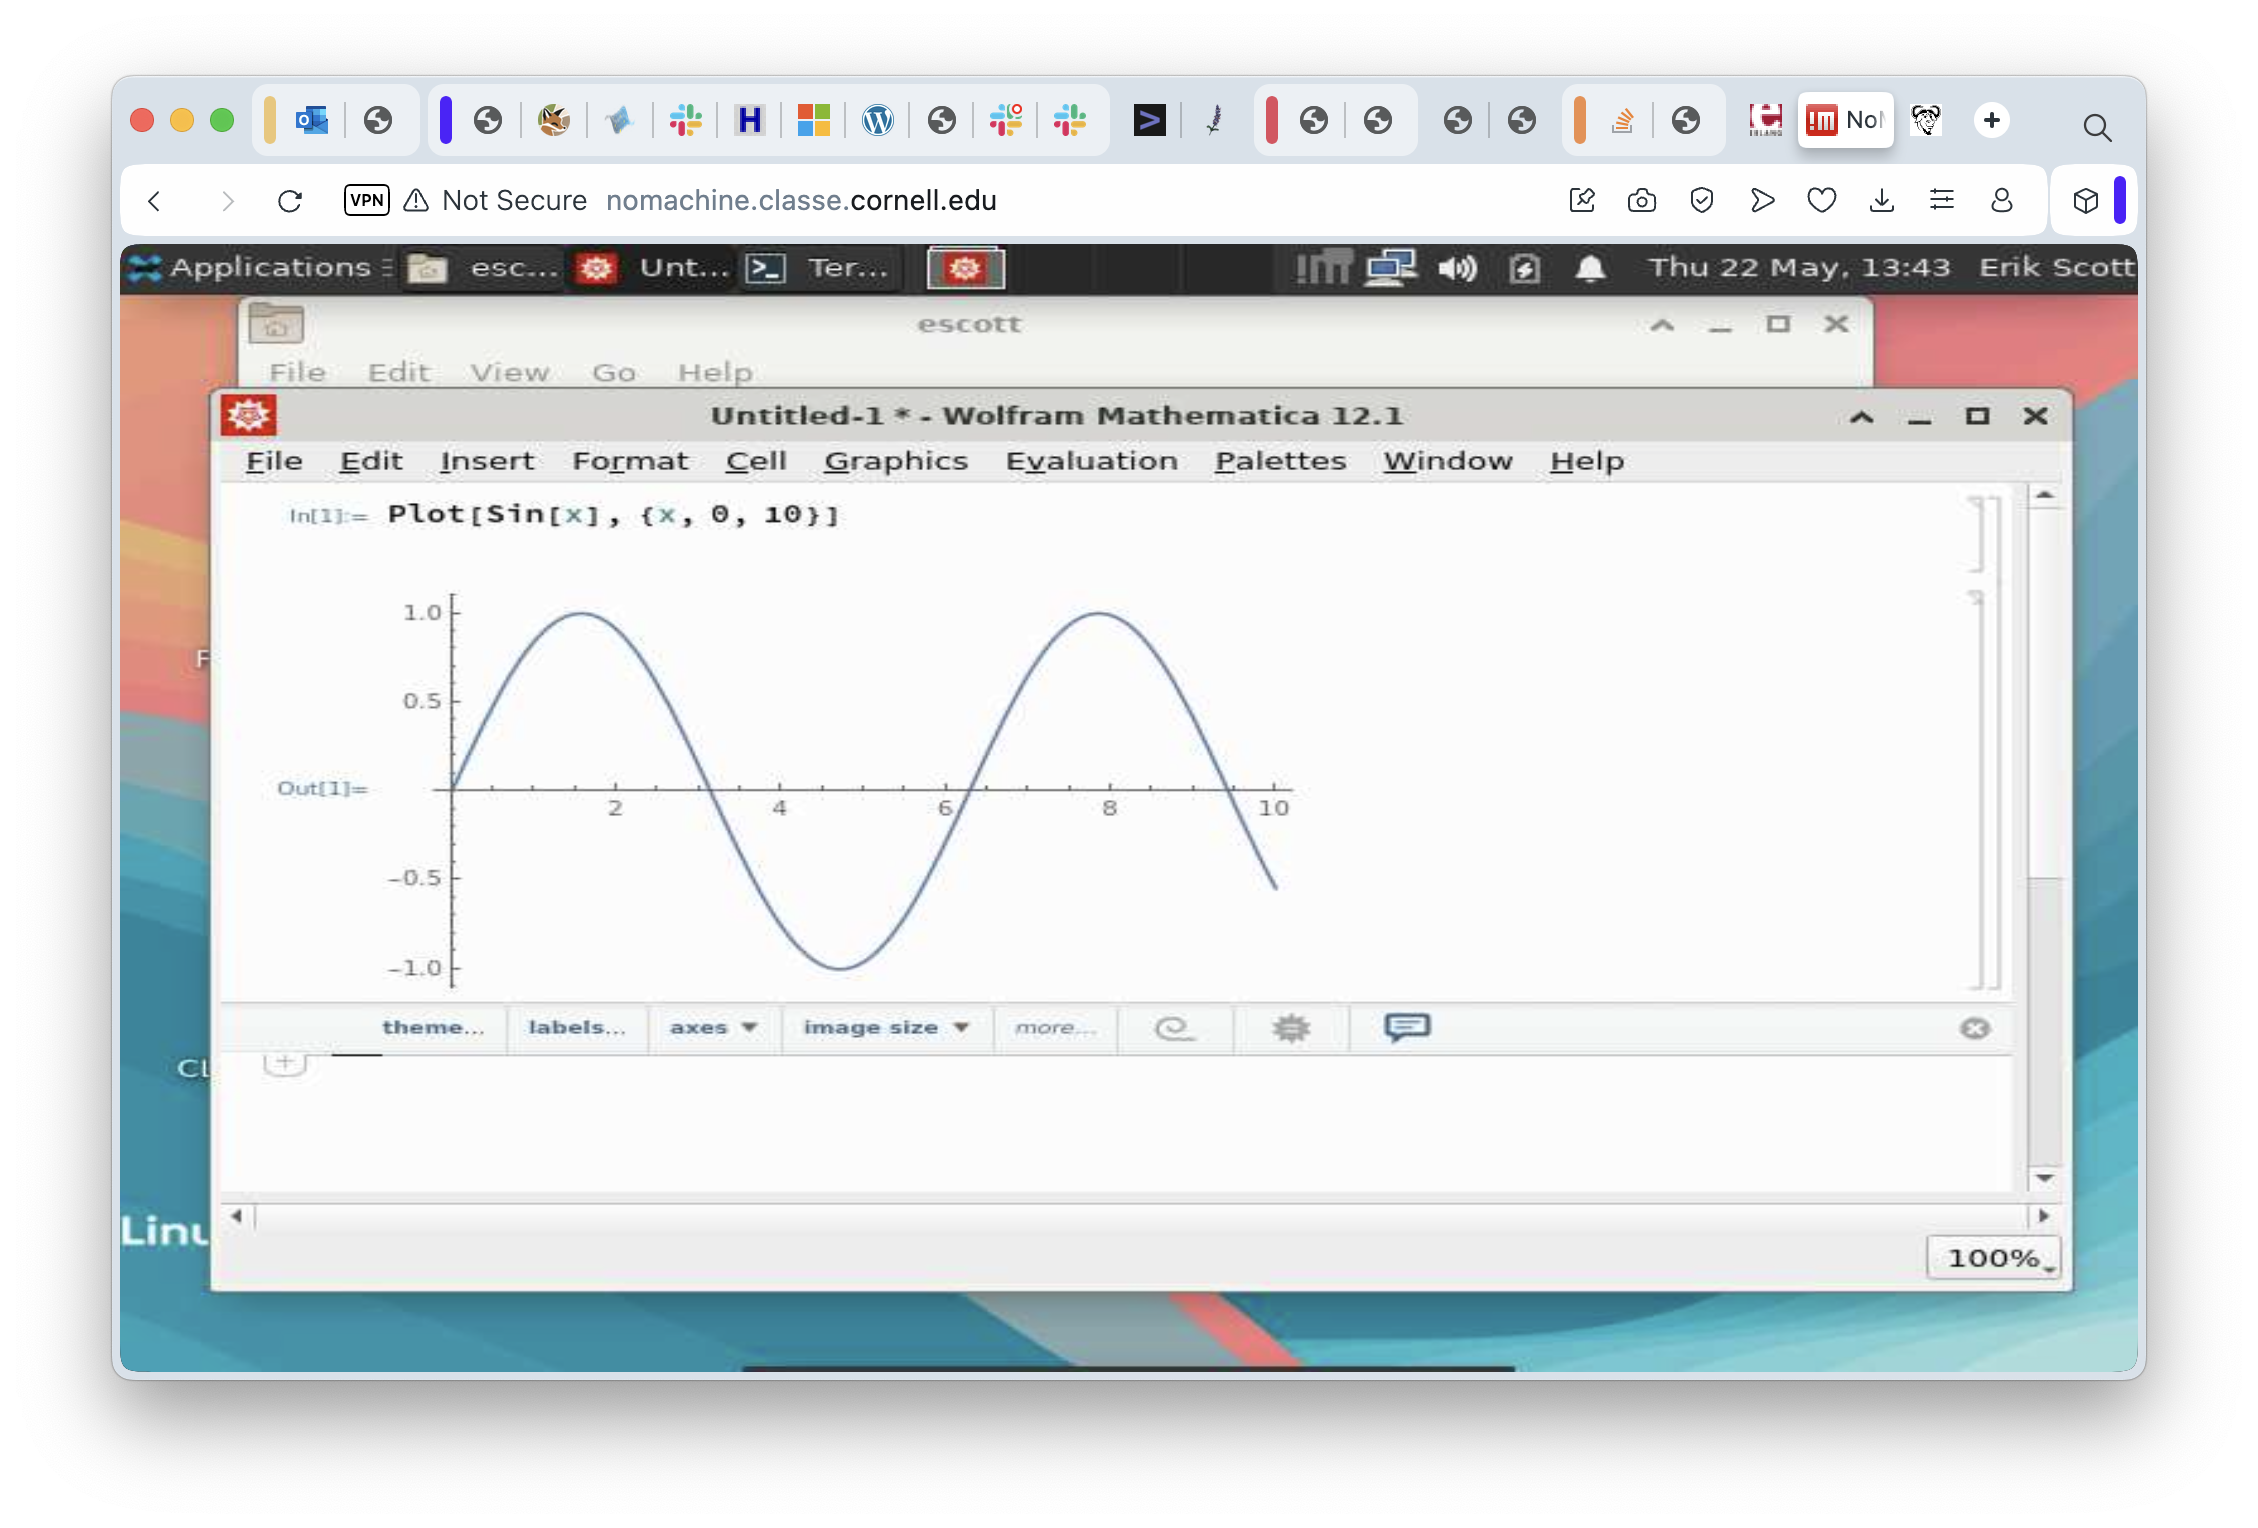 No
VPN Not Secure nomachine.classe.cornell.edu
Applications esc... Unt... Ter... Thu 22 May, 13:43 Erik Scott
escott
File Edit View Go Help
Untitled-1 * - Wolfram Mathematica 12.1
File Edit Insert Format Cell Graphics Evaluation Palettes Window Help
In[1]:= Plot[Sin[x], {x, 0, 10}]
1.0
0.5
Out[1]=
2 4 6 8 10
-0.5
-1.0
theme... labels... axes image size more...
100%